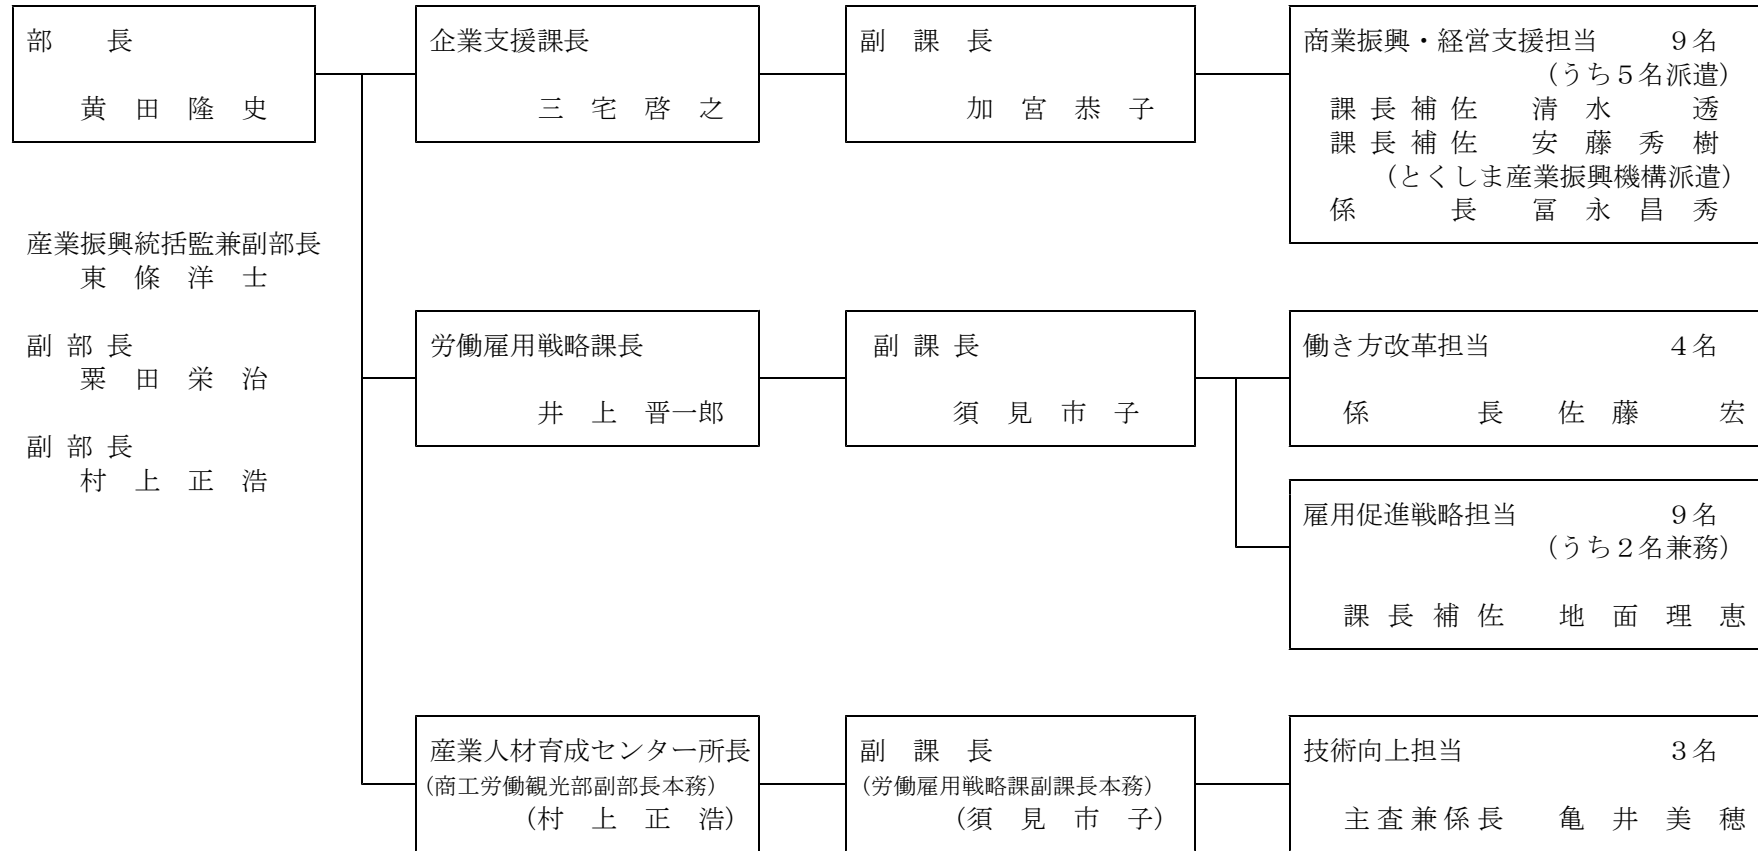 部　　長
黄　田　隆　史
産業振興統括監兼副部長
東　條　洋　士
副 部 長
粟　田　栄　治
副 部 長
村　上　正　浩
企業支援課長
三　宅　啓　之
副　課　長
加　宮　恭　子
商業振興・経営支援担当　　　９名
（うち５名派遣）
課 長 補 佐　　清　水　　　透
課 長 補 佐　　安　藤　秀　樹
（とくしま産業振興機構派遣）
係　　　長　　冨　永　昌　秀
労働雇用戦略課長
井　上　晋一郎
副 課 長
須　見　市　子
働き方改革担当　　　　　　４名
係　　　　長　　佐　藤　　　宏
雇用促進戦略担当　　　　　９名
（うち２名兼務）
課 長 補 佐　　地　面　理　恵
産業人材育成センター所長
（商工労働観光部副部長本務）
（村　上　正　浩）
副　課　長
（労働雇用戦略課副課長本務）
（須　見　市　子）
技術向上担当　　　　　　　３名
主査兼係長　　亀　井　美　穂